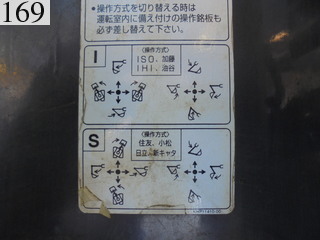 169
•操作方式を切り替える時は
運転室内に備え付けの操作銘板も
必ず差し替えて下さい。
I
(操作方式)
ISO、加藤
IHI、油谷
S
(操作方式)
住友、小松
日立、新キャタ